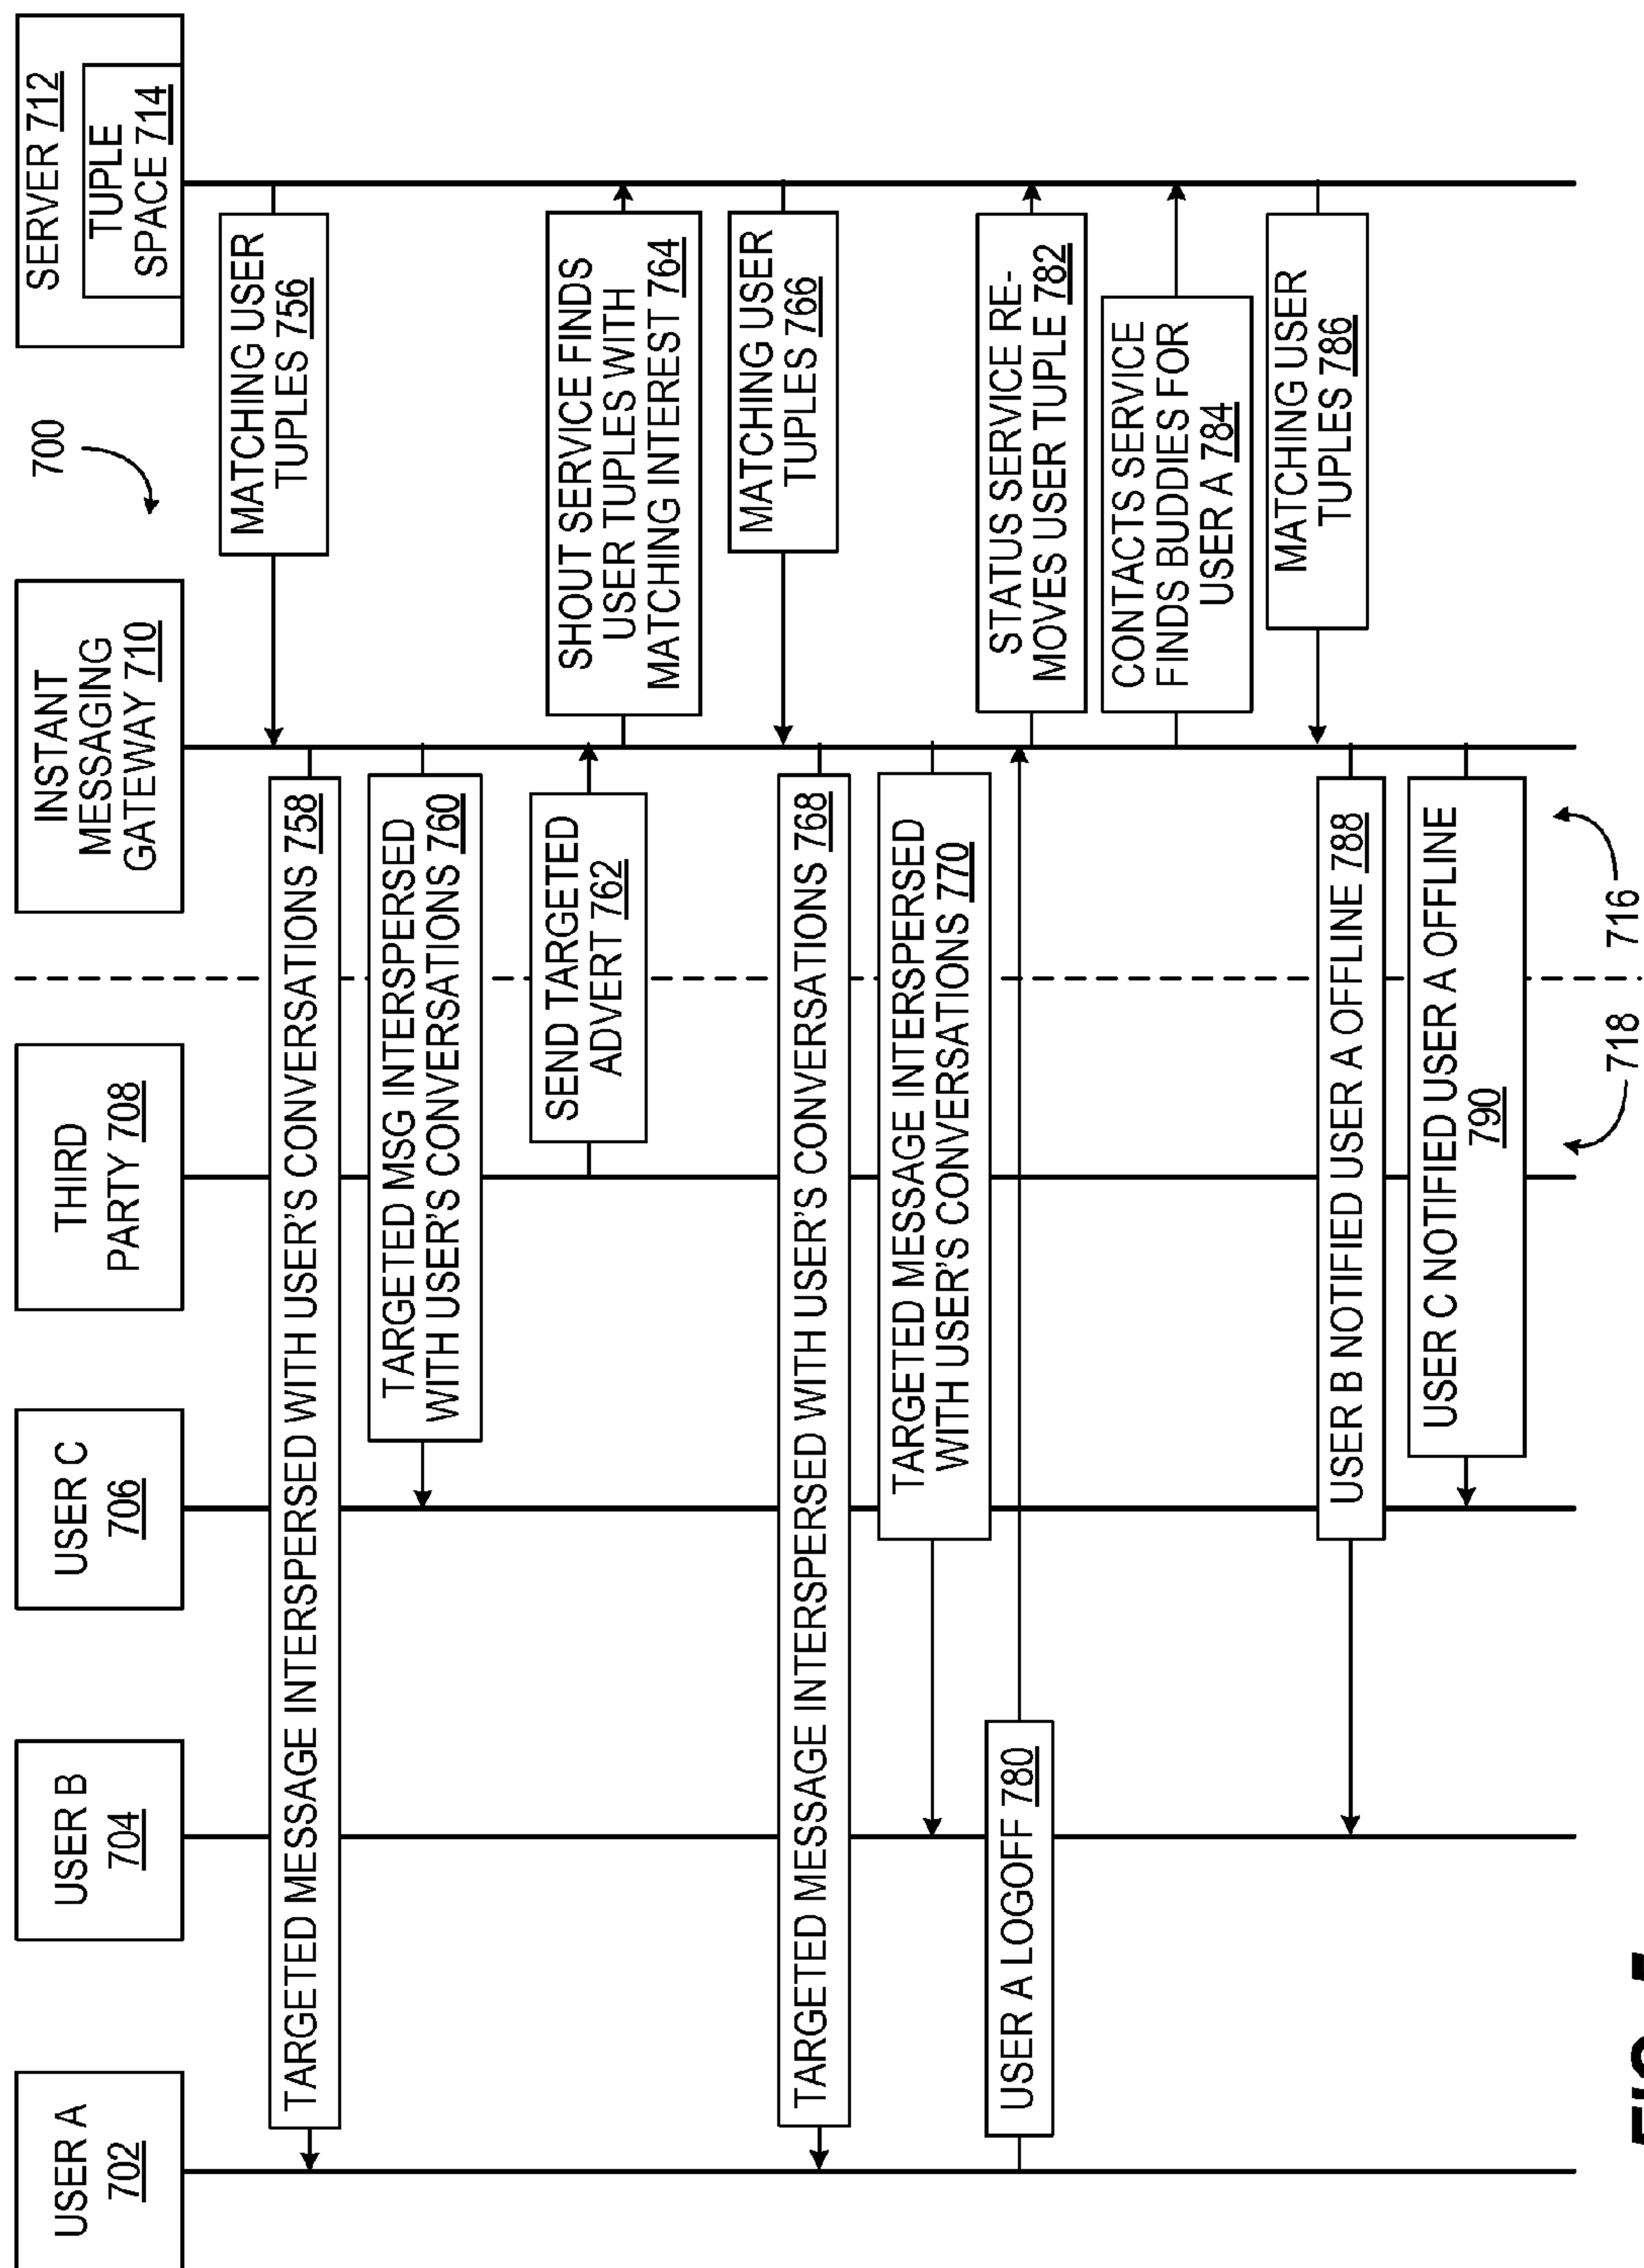 USER A
702
USER B
704
USER C
706
THIRD
PARTY 708
INSTANT
MESSAGING
GATEWAY 710
SERVER 712
TUPLE
SPACE 714
700
MATCHING USER
TUPLES 756
TARGETED MESSAGE INTERSPERSED WITH USER'S CONVERSATIONS 758
TARGETED MSG INTERSPERSED
WITH USER'S CONVERSATIONS 760
SEND TARGETED
ADVERT 762
SHOUT SERVICE FINDS
USER TUPLES WITH
MATCHING INTEREST 764
MATCHING USER
TUPLES 766
TARGETED MESSAGE INTERSPERSED WITH USER'S CONVERSATIONS 768
TARGETED MESSAGE INTERSPERSED
WITH USER'S CONVERSATIONS 770
USER A LOGOFF 780
STATUS SERVICE RE-
MOVES USER TUPLE 782
CONTACTS SERVICE
FINDS BUDDIES FOR
USER A 784
MATCHING USER
TUPLES 786
USER B NOTIFIED USER A OFFLINE 788
USER C NOTIFIED USER A OFFLINE
790
718
716